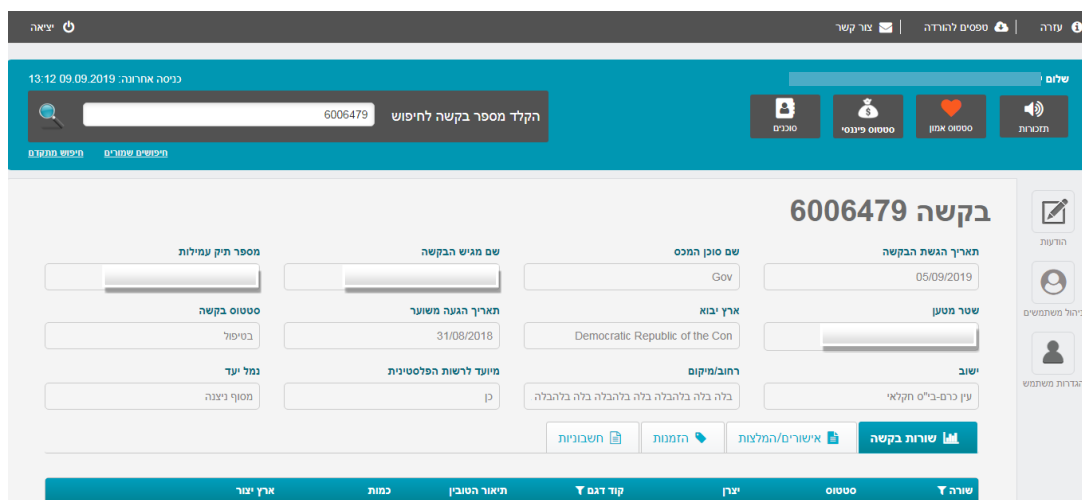 עזרה | טפסים להורדה | צור קשר יציאה
שלום כניסה אחרונה: 09.09.2019 13:12
תזכורות סטטוס אמון סטטוס פיננסי סוכנים הקלד מספר בקשה לחיפוש 6006479
חיפושים שמורים חיפוש מתקדם
בקשה 6006479
הודעות
תאריך הגשת הבקשה שם סוכן המכס שם מגיש הבקשה מספר תיק עמילות
05/09/2019 Gov
ניהול משתמשים
שטר מטען ארץ יבוא תאריך הגעה משוער סטטוס בקשה
Democratic Republic of the Con 31/08/2018 בטיפול
הגדרות משתמש
ישוב רחוב/מיקום מיועד לרשות הפלסטינית נמל יעד
עין כרם-בי"ס חקלאי בלה בלה בלהבלה בלה בלהבלה בלה בלהבלה כן מסוף ניצנה
שורות בקשה אישורים/המלצות הזמנות חשבוניות
שורה סטטוס יצרן קוד דגם תיאור הטובין כמות ארץ יצור